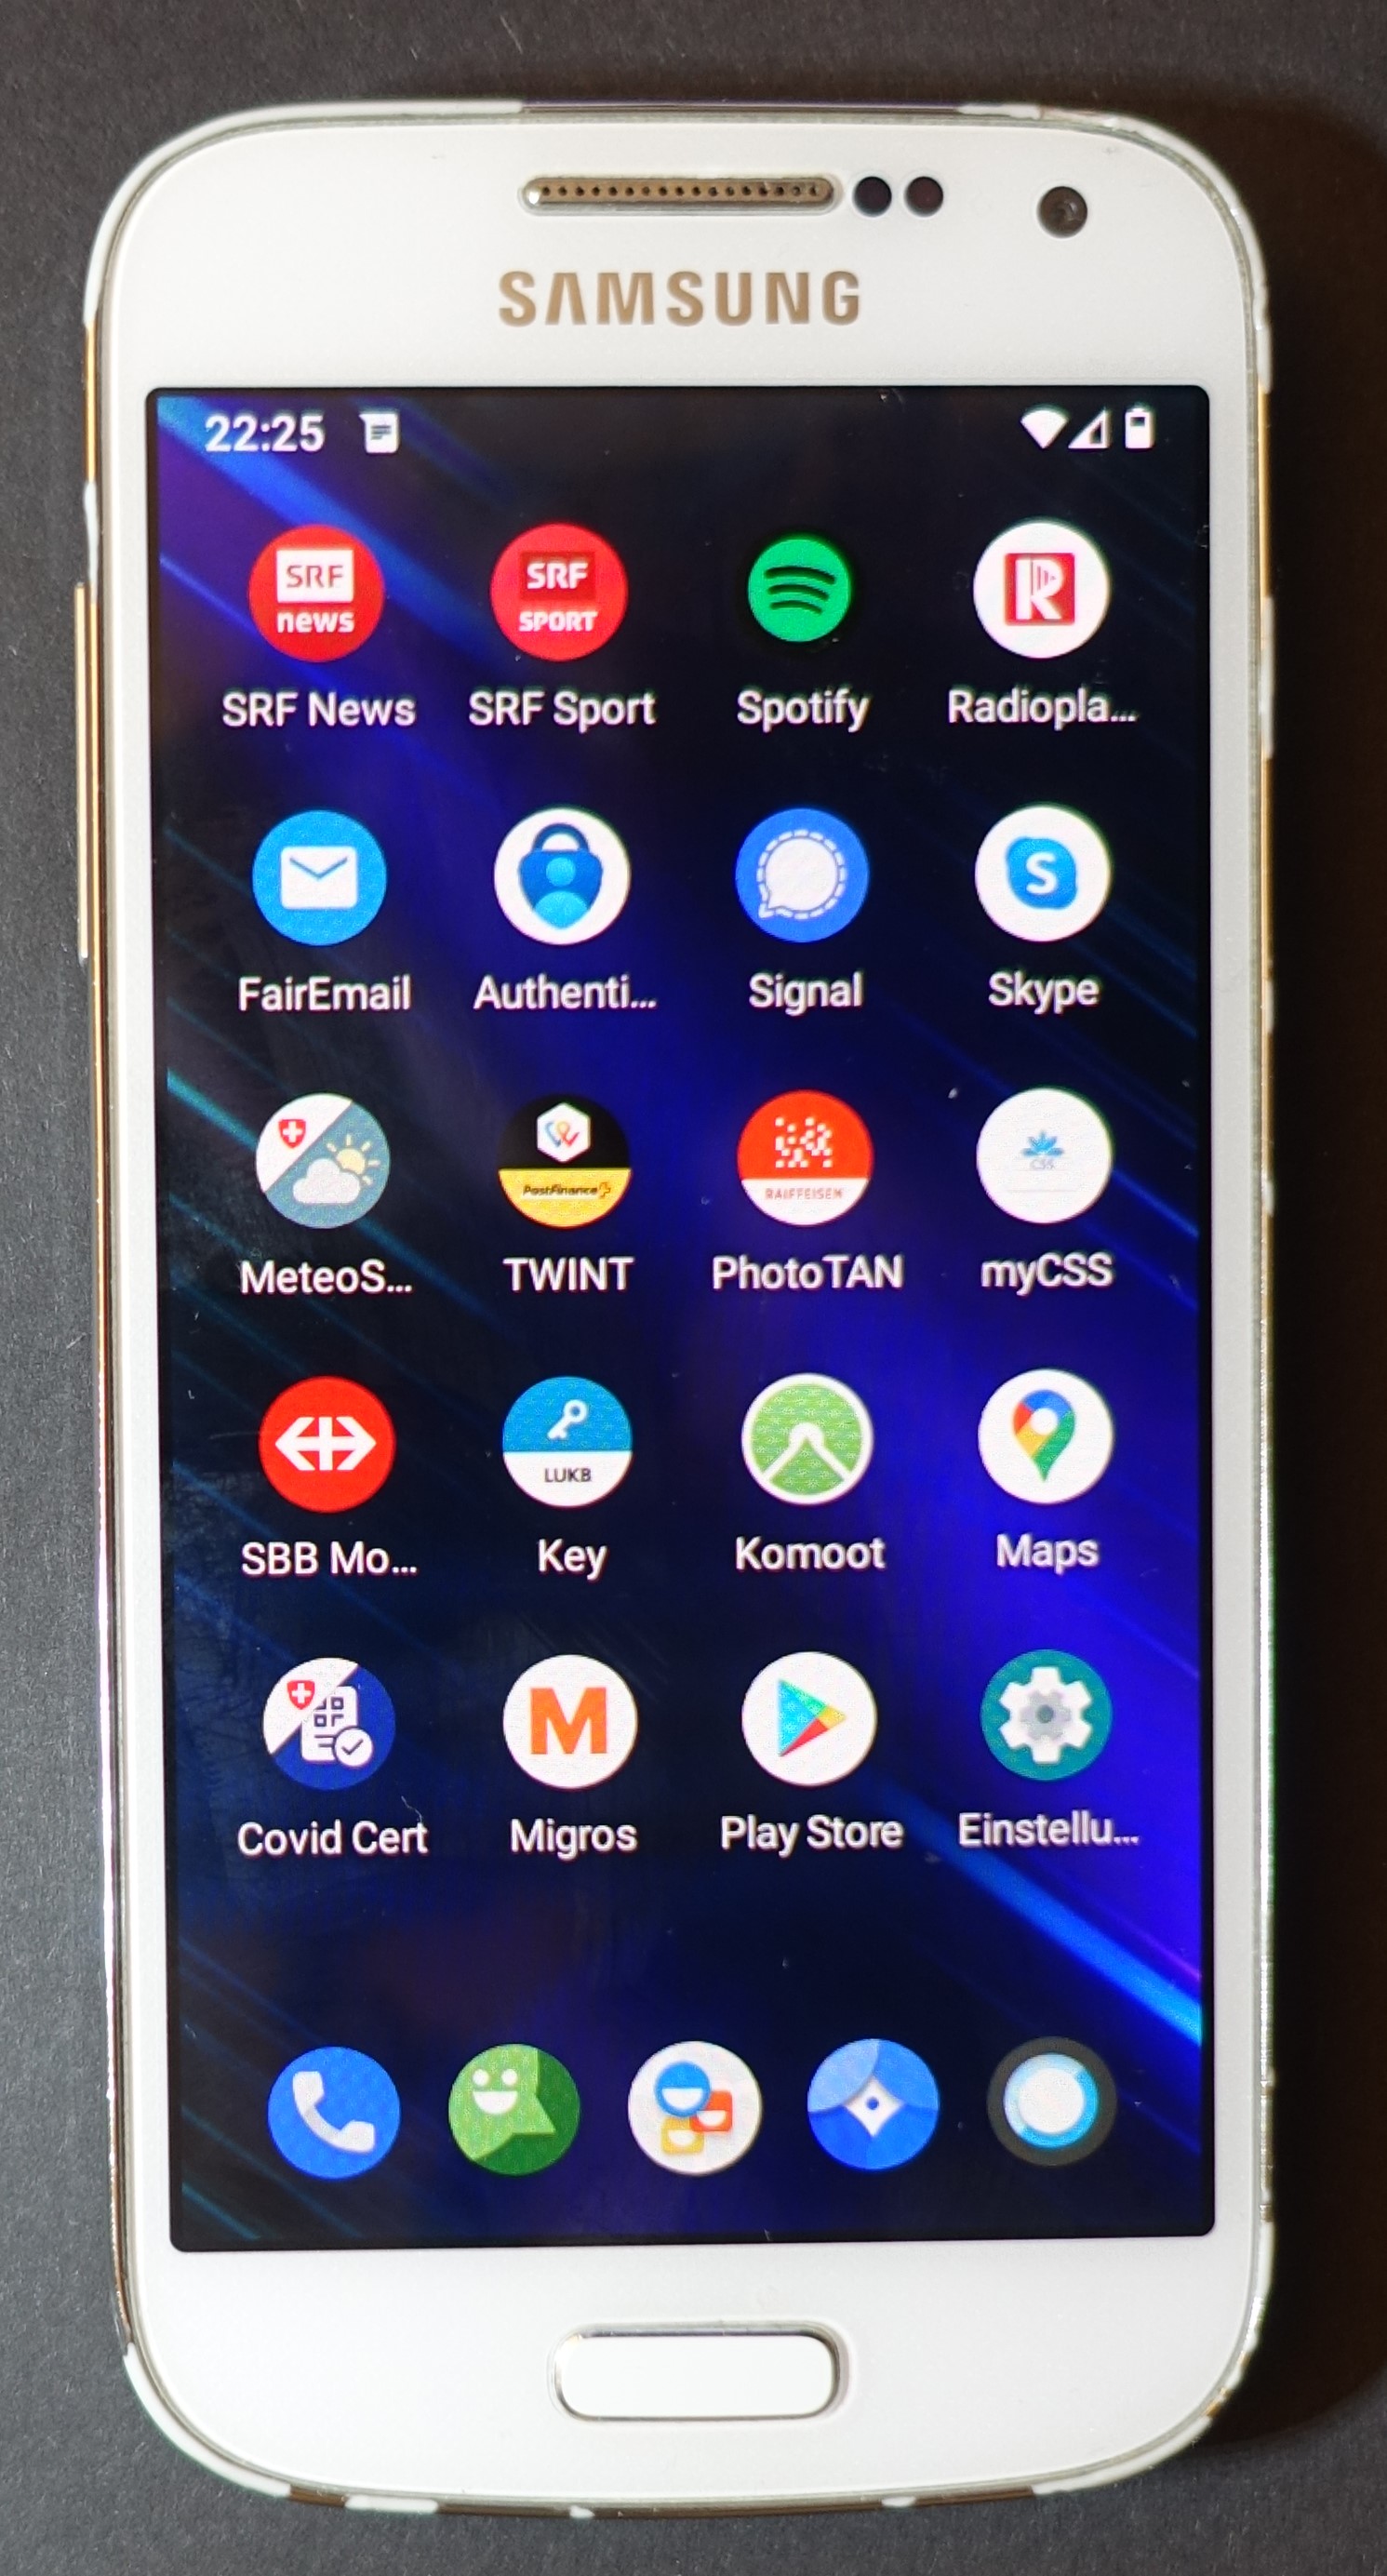 SAMSUNG
22:25
SRF
news
SRF
SPORT
R
SRF News SRF Sport Spotify Radiopla...
S
FairEmail Authenti... Signal Skype
PostFinance
RAIFFEISEN
CSS
MeteoS... TWINT PhotoTAN myCSS
LUKB
SBB Mo... Key Komoot Maps
M
Covid Cert Migros Play Store Einstellu...